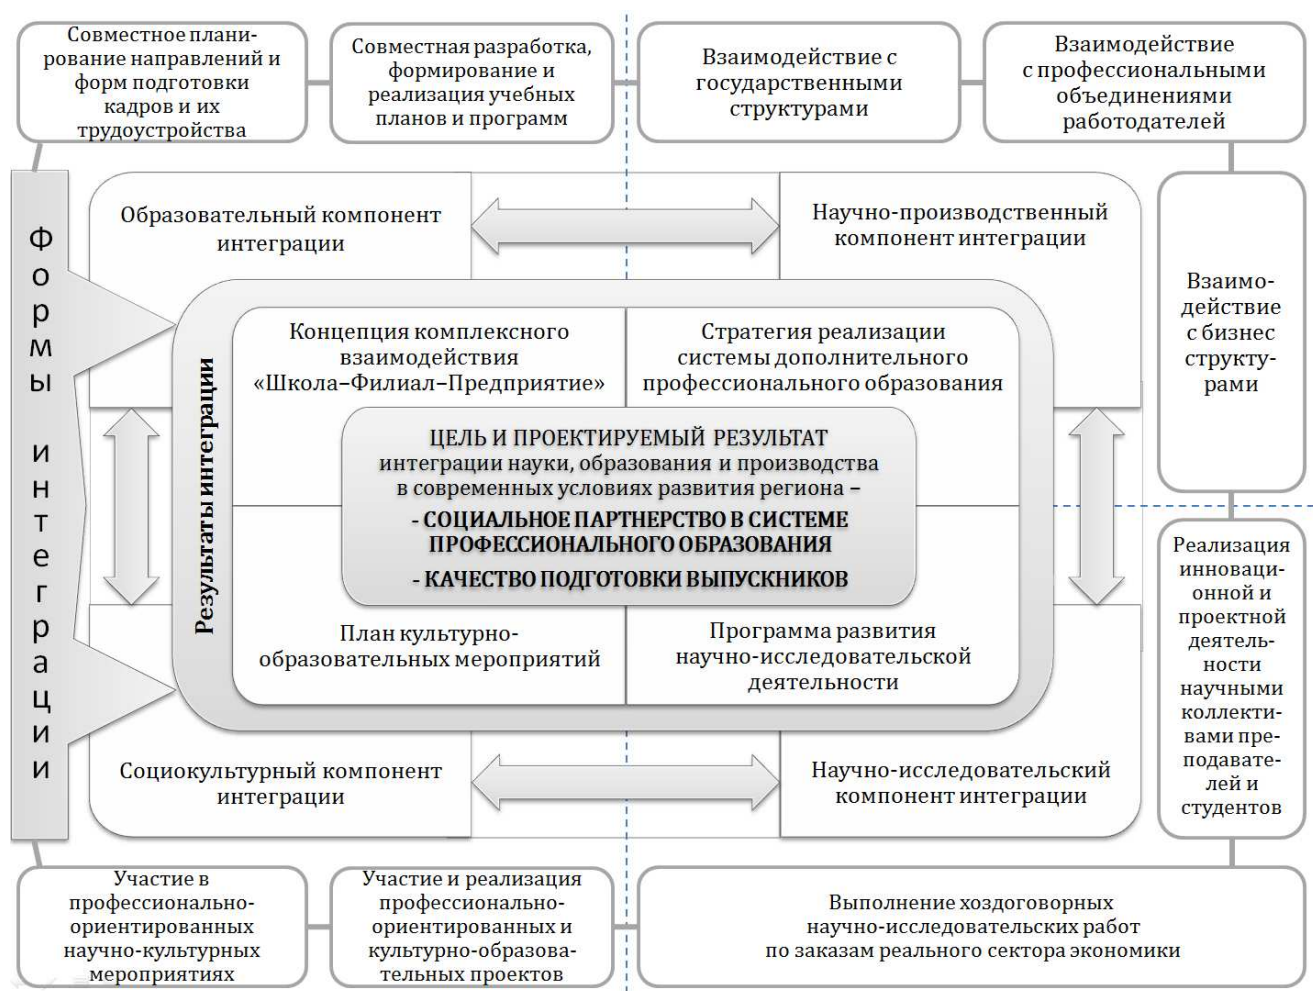 Совместное плани-
рование направлений и
форм подготовки
кадров и их
трудоустройства
Совместная разработка,
формирование и
реализация учебных
планов и программ
Взаимодействие с
государственными
структурами
Взаимодействие
с профессиональными
объединениями
работодателей
Формы интеграции
Образовательный компонент
интеграции
Научно-производственный
компонент интеграции
Взаимо-
действие
с бизнес
структу-
рами
Результаты интеграции
Концепция комплексного
взаимодействия
«Школа–Филиал–Предприятие»
Стратегия реализации
системы дополнительного
профессионального образования
ЦЕЛЬ И ПРОЕКТИРУЕМЫЙ РЕЗУЛЬТАТ
интеграции науки, образования и производства
в современных условиях развития региона –
- СОЦИАЛЬНОЕ ПАРТНЕРСТВО В СИСТЕМЕ
ПРОФЕССИОНАЛЬНОГО ОБРАЗОВАНИЯ
- КАЧЕСТВО ПОДГОТОВКИ ВЫПУСКНИКОВ
План культурно-
образовательных мероприятий
Программа развития
научно-исследовательской
деятельности
Реализация
инноваци-
онной и
проектной
деятель-
ности
научными
коллекти-
вами пре-
подавате-
лей и
студентов
Социокультурный компонент
интеграции
Научно-исследовательский
компонент интеграции
Участие в
профессионально-
ориентированных
научно-культурных
мероприятиях
Участие и реализация
профессионально-
ориентированных и
культурно-образова-
тельных проектов
Выполнение хоздоговорных
научно-исследовательских работ
по заказам реального сектора экономики